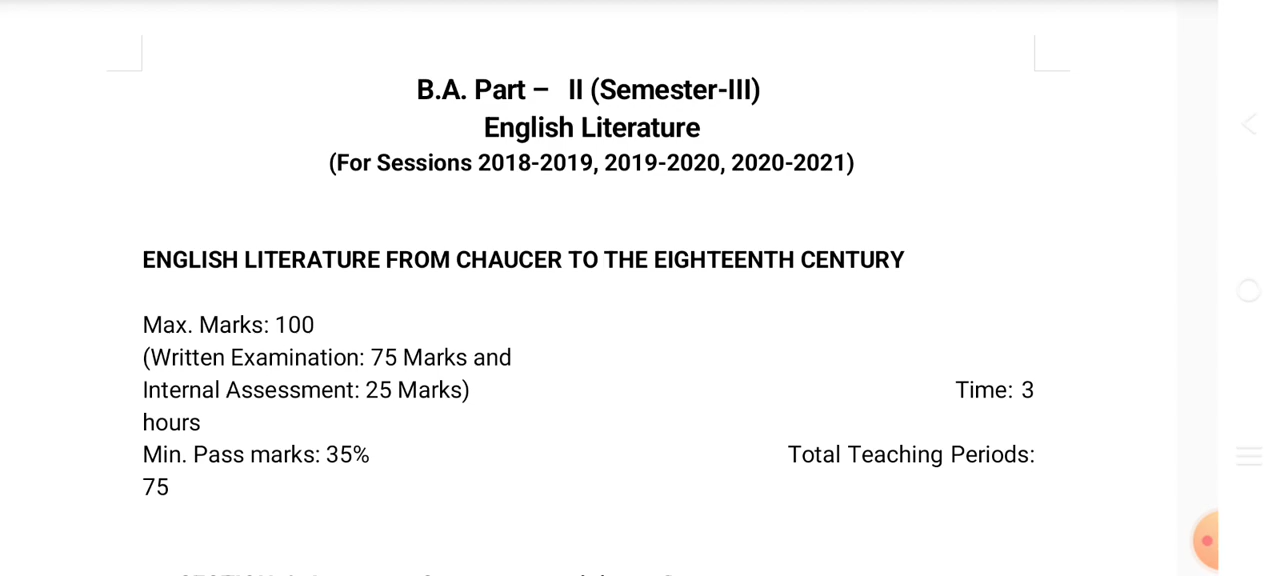 B.A. Part – II (Semester-III)
English Literature
(For Sessions 2018-2019, 2019-2020, 2020-2021)
ENGLISH LITERATURE FROM CHAUCER TO THE EIGHTEENTH CENTURY
Max. Marks: 100
(Written Examination: 75 Marks and
Internal Assessment: 25 Marks) Time: 3
hours
Min. Pass marks: 35% Total Teaching Periods:
75